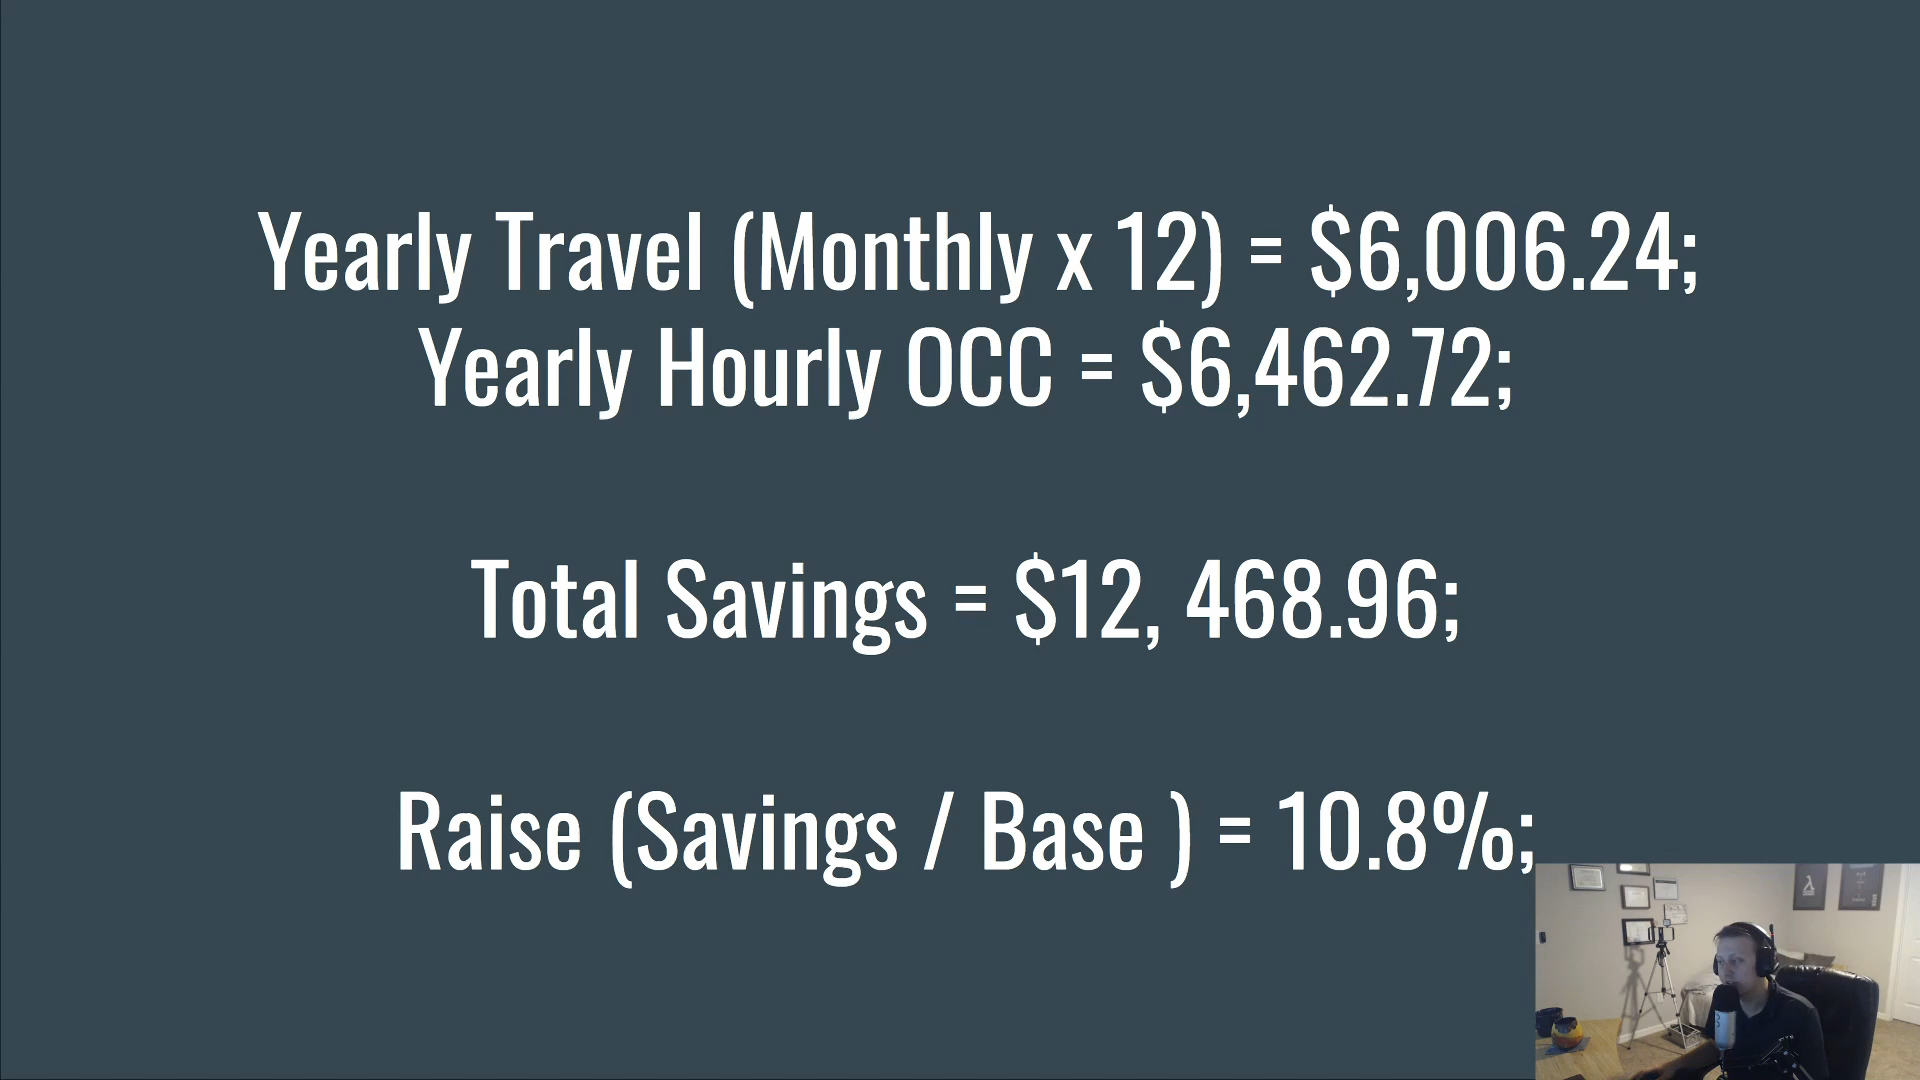 Yearly Travel (Monthly x 12) = $6,006.24;
Yearly Hourly OCC = $6,462.72;
Total Savings = $12, 468.96;
Raise (Savings / Base ) = 10.8%;